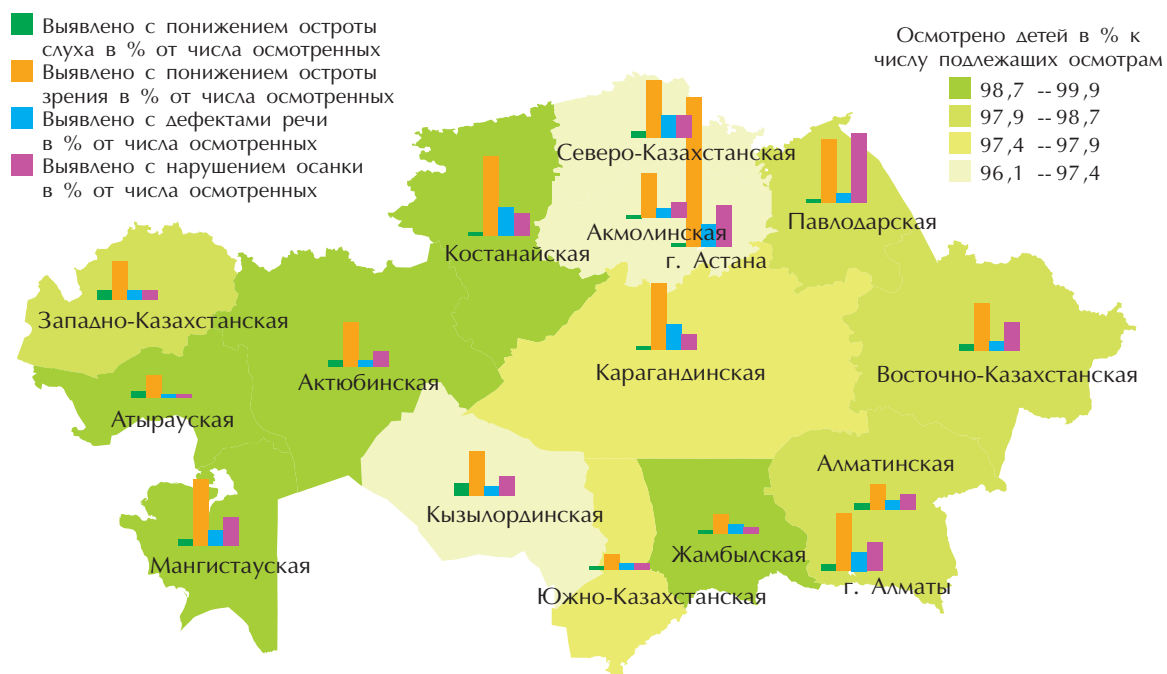 Выявлено с понижением остроты
слуха в % от числа осмотренных
Выявлено с понижением остроты
зрения в % от числа осмотренных
Выявлено с дефектами речи
в % от числа осмотренных
Выявлено с нарушением осанки
в % от числа осмотренных
Осмотрено детей в % к
числу подлежащих осмотрам
98,7 -- 99,9
97,9 -- 98,7
97,4 -- 97,9
96,1 -- 97,4
Северо-Казахстанская
Павлодарская
Акмолинская
Костанайская
г. Астана
Западно-Казахстанская
Карагандинская
Восточно-Казахстанская
Актюбинская
Атырауская
Алматинская
Кызылординская
Жамбылская
Мангистауская
г. Алматы
Южно-Казахстанская